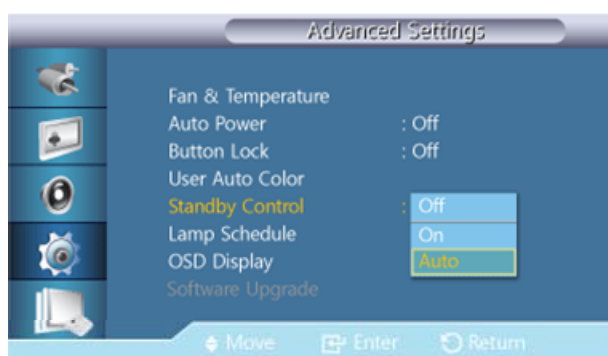 Advanced Settings
Fan & Temperature
Auto Power : Off
Button Lock : Off
User Auto Color
Standby Control : Off
Lamp Schedule On
OSD Display Auto
Software Upgrade
Move Enter Return